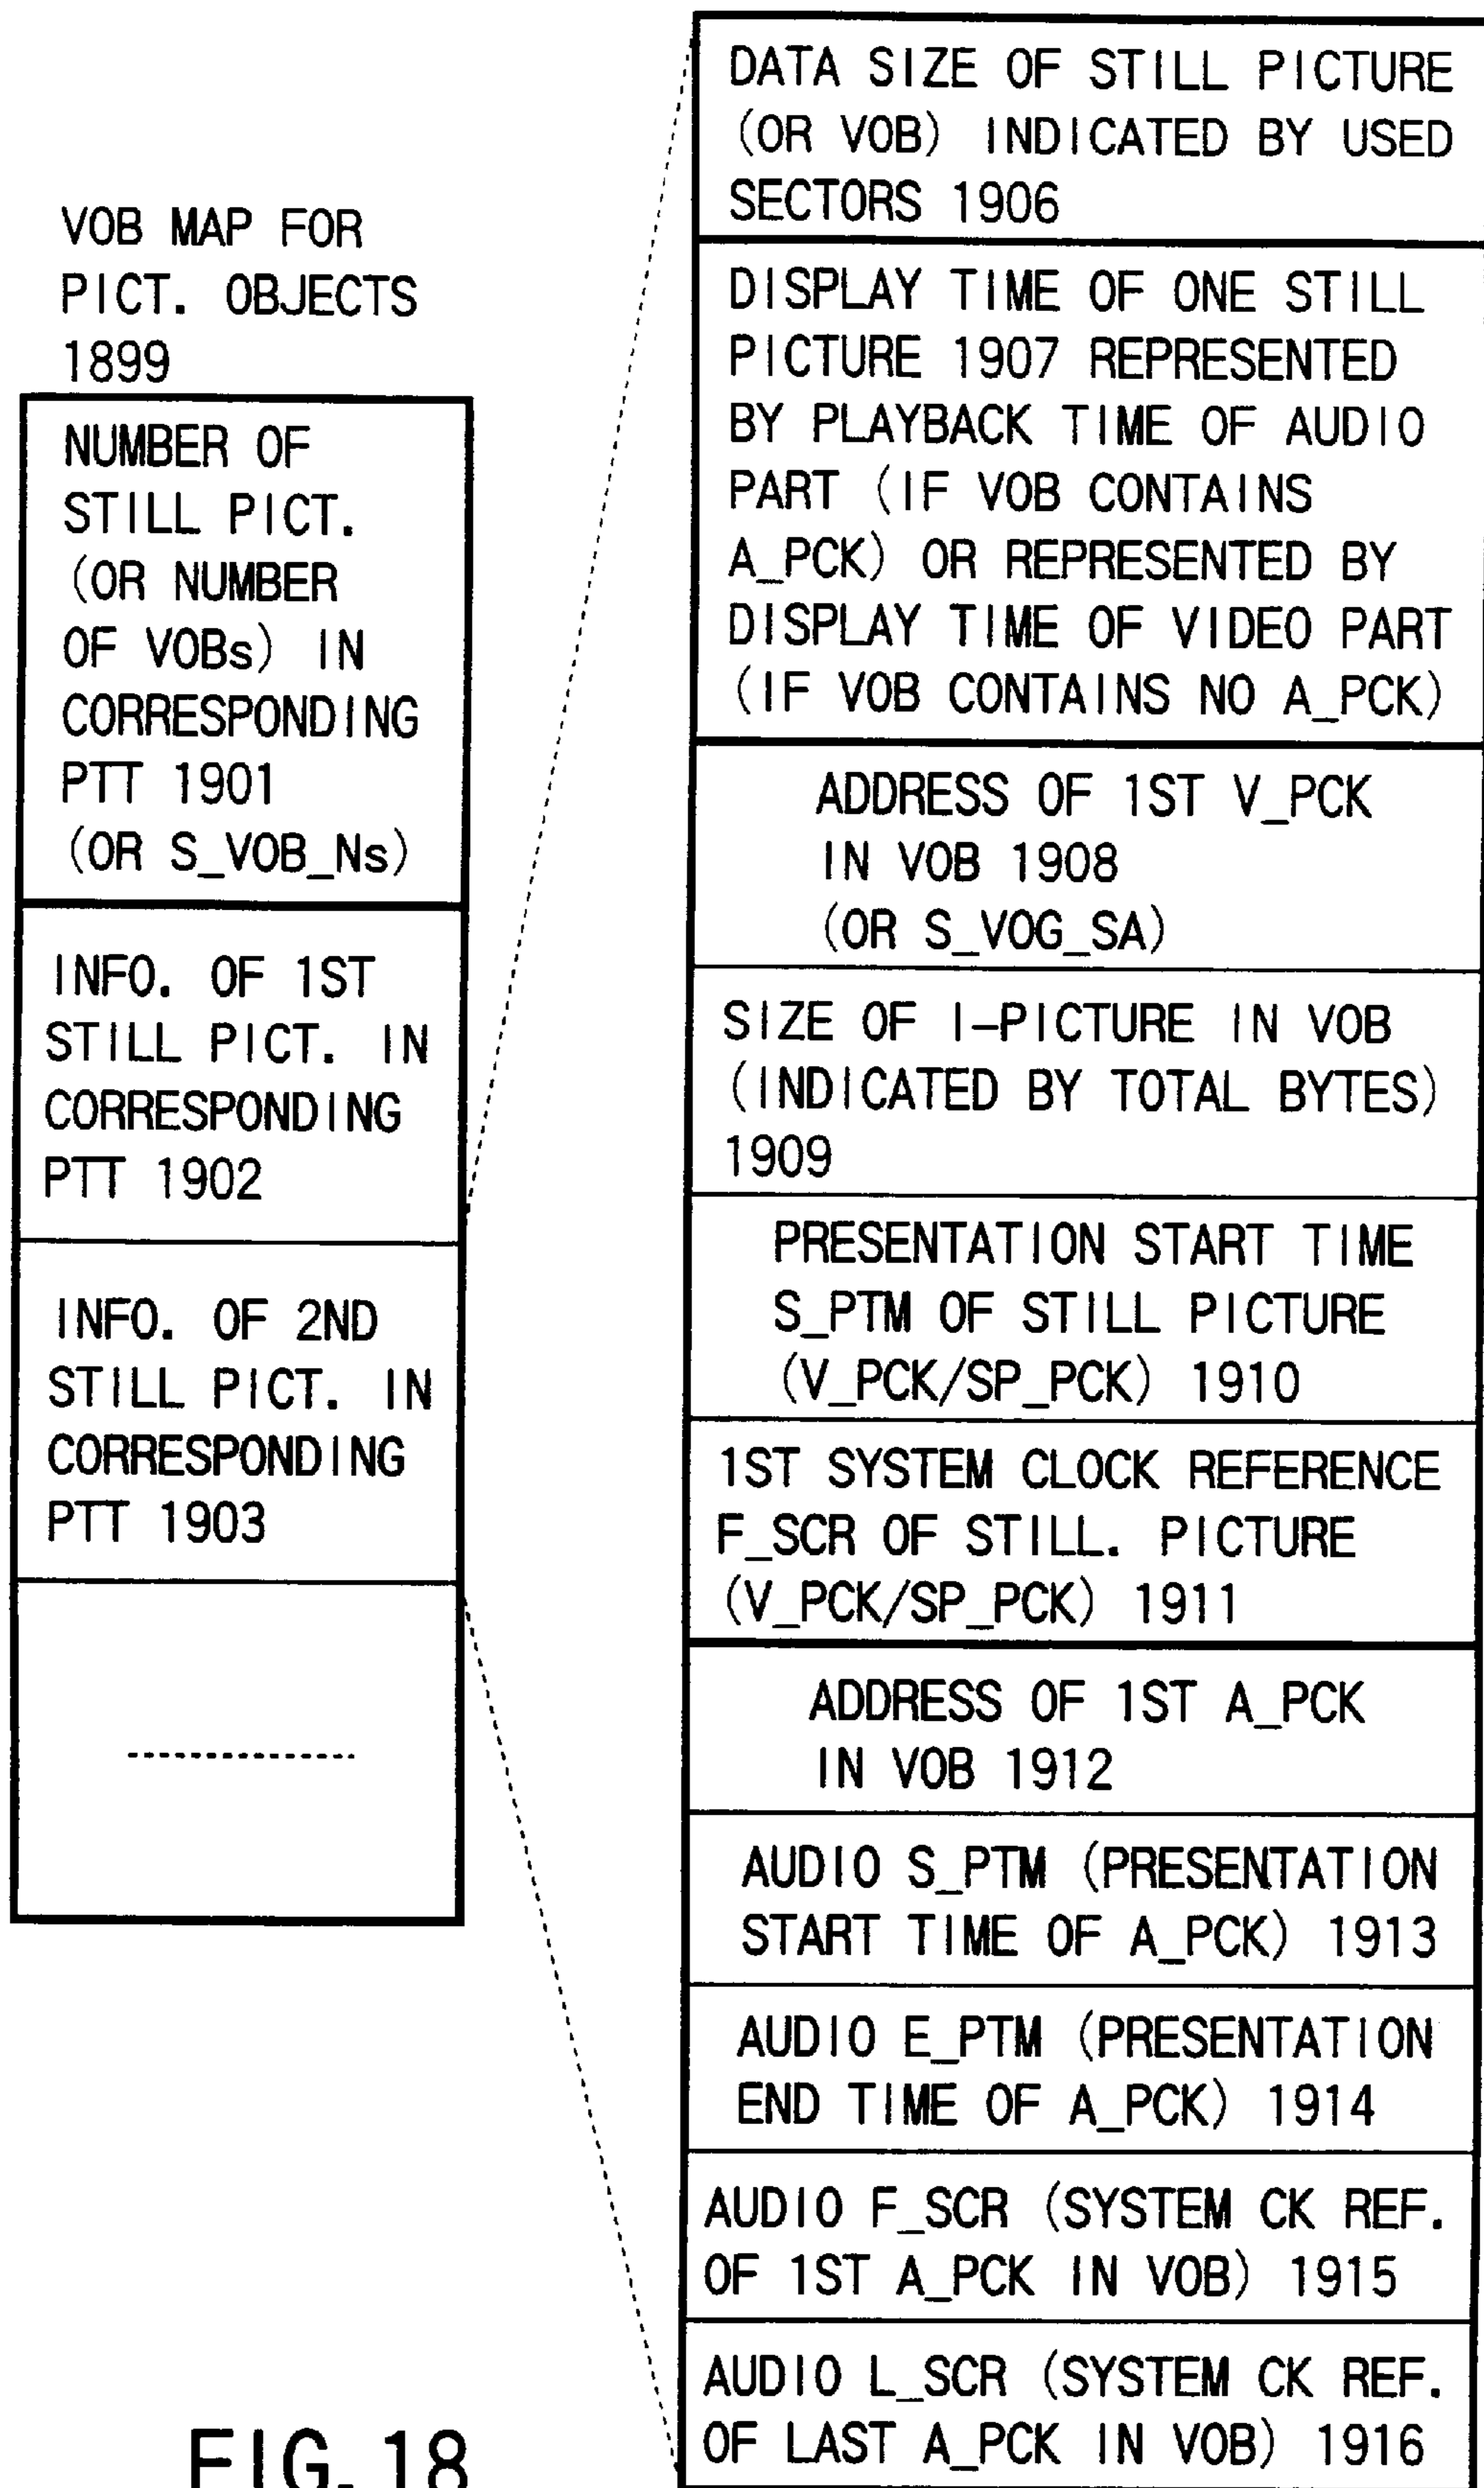 VOB MAP FOR
PICT. OBJECTS
1899
NUMBER OF
STILL PICT.
(OR NUMBER
OF VOBs) IN
CORRESPONDING
PTT 1901
(OR S_VOB_Ns)
INFO. OF 1ST
STILL PICT. IN
CORRESPONDING
PTT 1902
INFO. OF 2ND
STILL PICT. IN
CORRESPONDING
PTT 1903
DATA SIZE OF STILL PICTURE
(OR VOB) INDICATED BY USED
SECTORS 1906
DISPLAY TIME OF ONE STILL
PICTURE 1907 REPRESENTED
BY PLAYBACK TIME OF AUDIO
PART (IF VOB CONTAINS
A_PCK) OR REPRESENTED BY
DISPLAY TIME OF VIDEO PART
(IF VOB CONTAINS NO A_PCK)
ADDRESS OF 1ST V_PCK
IN VOB 1908
(OR S_VOG_SA)
SIZE OF I-PICTURE IN VOB
(INDICATED BY TOTAL BYTES)
1909
PRESENTATION START TIME
S_PTM OF STILL PICTURE
(V_PCK/SP_PCK) 1910
1ST SYSTEM CLOCK REFERENCE
F_SCR OF STILL. PICTURE
(V_PCK/SP_PCK) 1911
ADDRESS OF 1ST A_PCK
IN VOB 1912
AUDIO S_PTM (PRESENTATION
START TIME OF A_PCK) 1913
AUDIO E_PTM (PRESENTATION
END TIME OF A_PCK) 1914
AUDIO F_SCR (SYSTEM CK REF.
OF 1ST A_PCK IN VOB) 1915
AUDIO L_SCR (SYSTEM CK REF.
OF LAST A_PCK IN VOB) 1916
FIG. 18